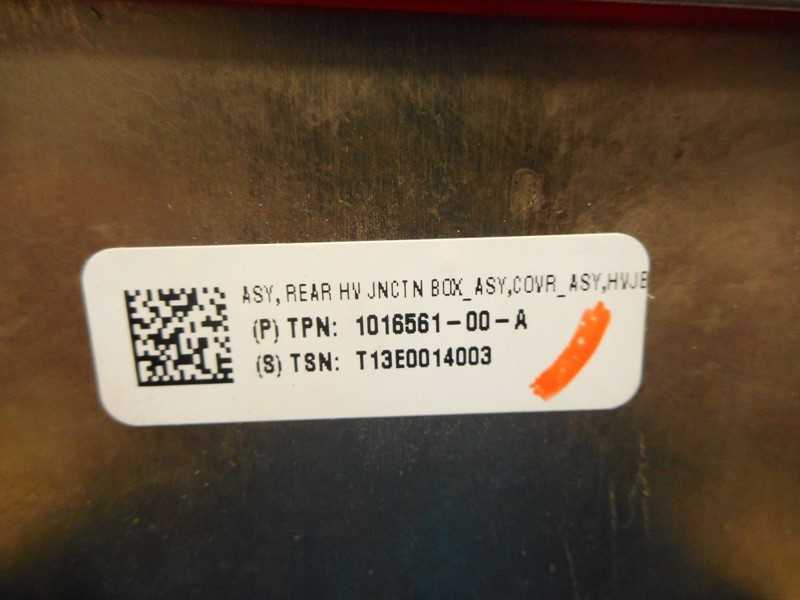 ASY, REAR HV JNCTN BOX_ASY,COVR_ASY,HVJB
(P) TPN: 1016561-00-A
(S) TSN: T13E0014003